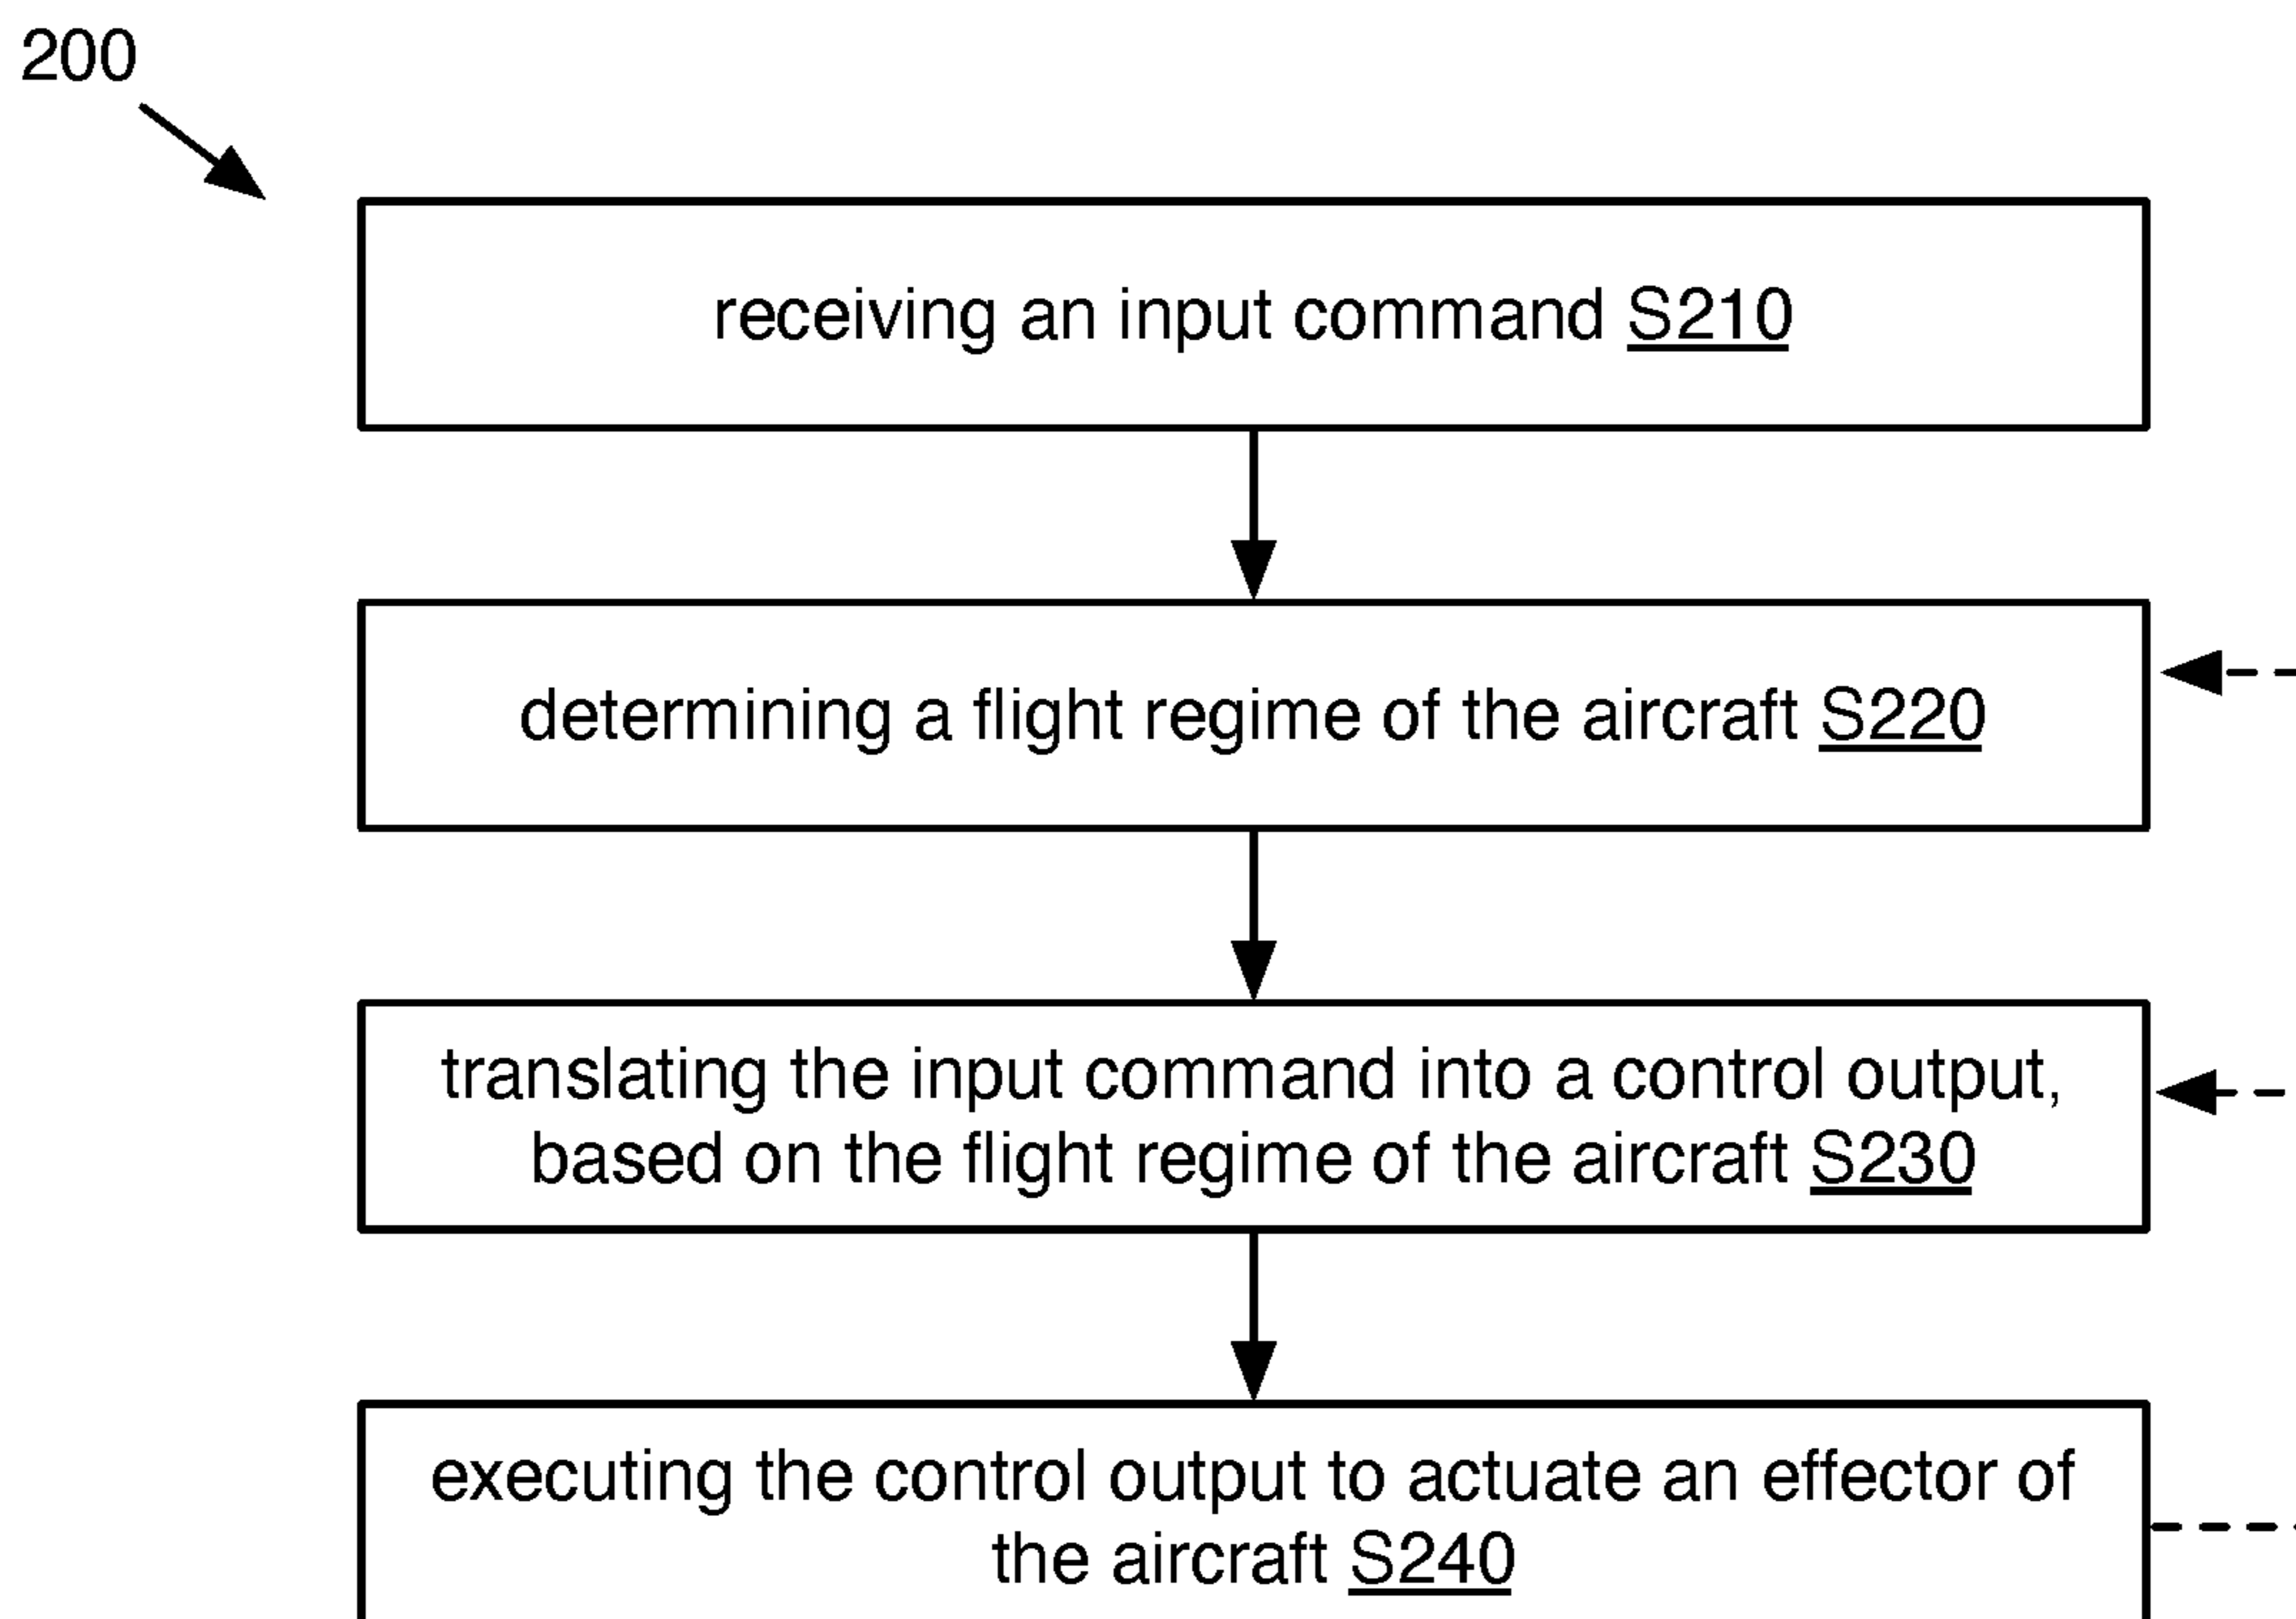 200
receiving an input command S210
determining a flight regime of the aircraft S220
translating the input command into a control output,
based on the flight regime of the aircraft S230
executing the control output to actuate an effector of
the aircraft S240